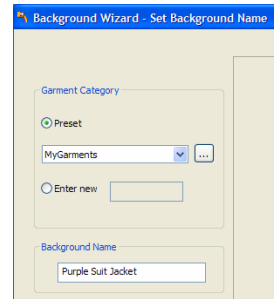 Background Wizard - Set Background Name
Garment Category
Preset
MyGarments
...
Enter new
Background Name
Purple Suit Jacket